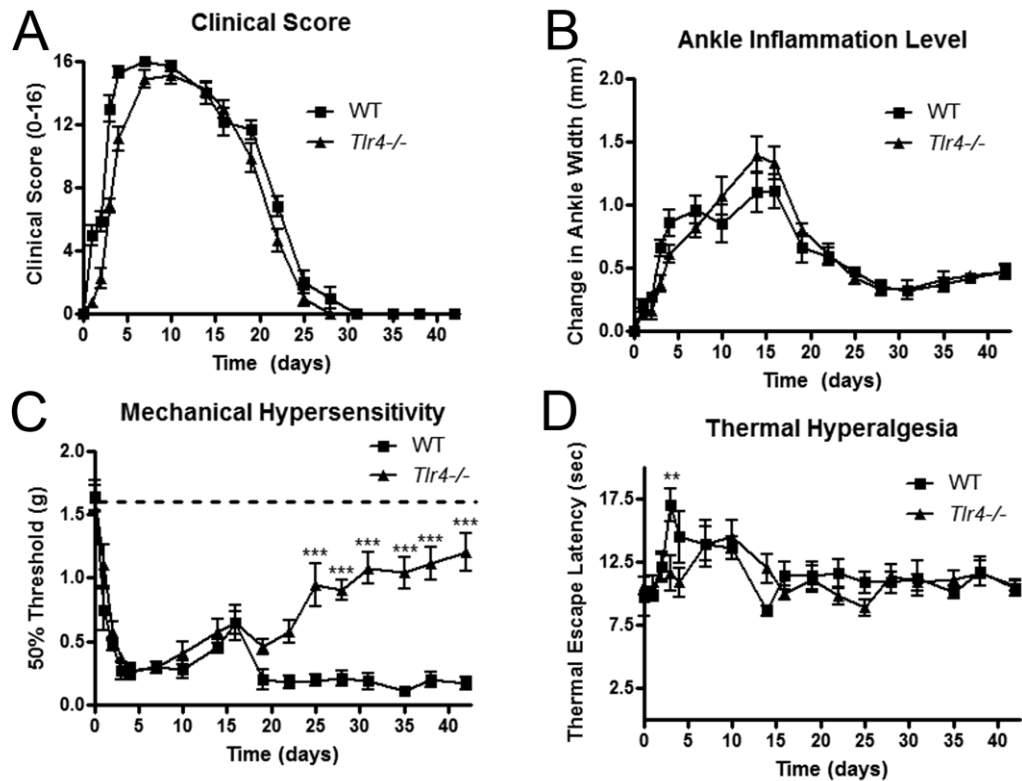 A
Clinical Score
Clinical Score (0-16)
16
12
8
4
0
WT
Tlr4-/-
0 5 10 15 20 25 30 35 40
Time (days)
B
Ankle Inflammation Level
Change in Ankle Width (mm)
2.0
1.5
1.0
0.5
0.0
WT
Tlr4-/-
0 5 10 15 20 25 30 35 40
Time (days)
C
Mechanical Hypersensitivity
50% Threshold (g)
2.0
1.5
1.0
0.5
0.0
WT
Tlr4-/-
*** *** *** *** *** ***
0 5 10 15 20 25 30 35 40
Time (days)
D
Thermal Hyperalgesia
Thermal Escape Latency (sec)
17.5
12.5
7.5
2.5
**
WT
Tlr4-/-
0 5 10 15 20 25 30 35 40
Time (days)